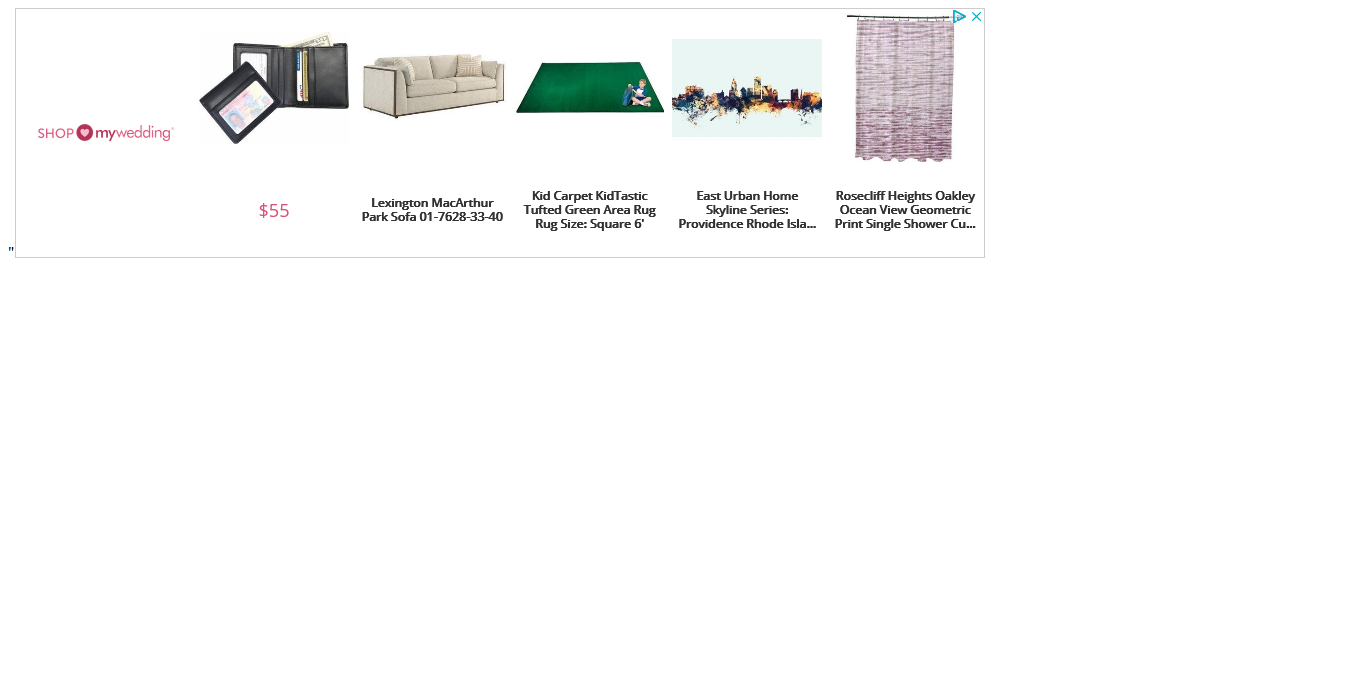 SHOP mywedding
$55
Lexington MacArthur
Park Sofa 01-7628-33-40
Kid Carpet KidTastic
Tufted Green Area Rug
Rug Size: Square 6'
East Urban Home
Skyline Series:
Providence Rhode Isla...
Rosecliff Heights Oakley
Ocean View Geometric
Print Single Shower Cu...
"